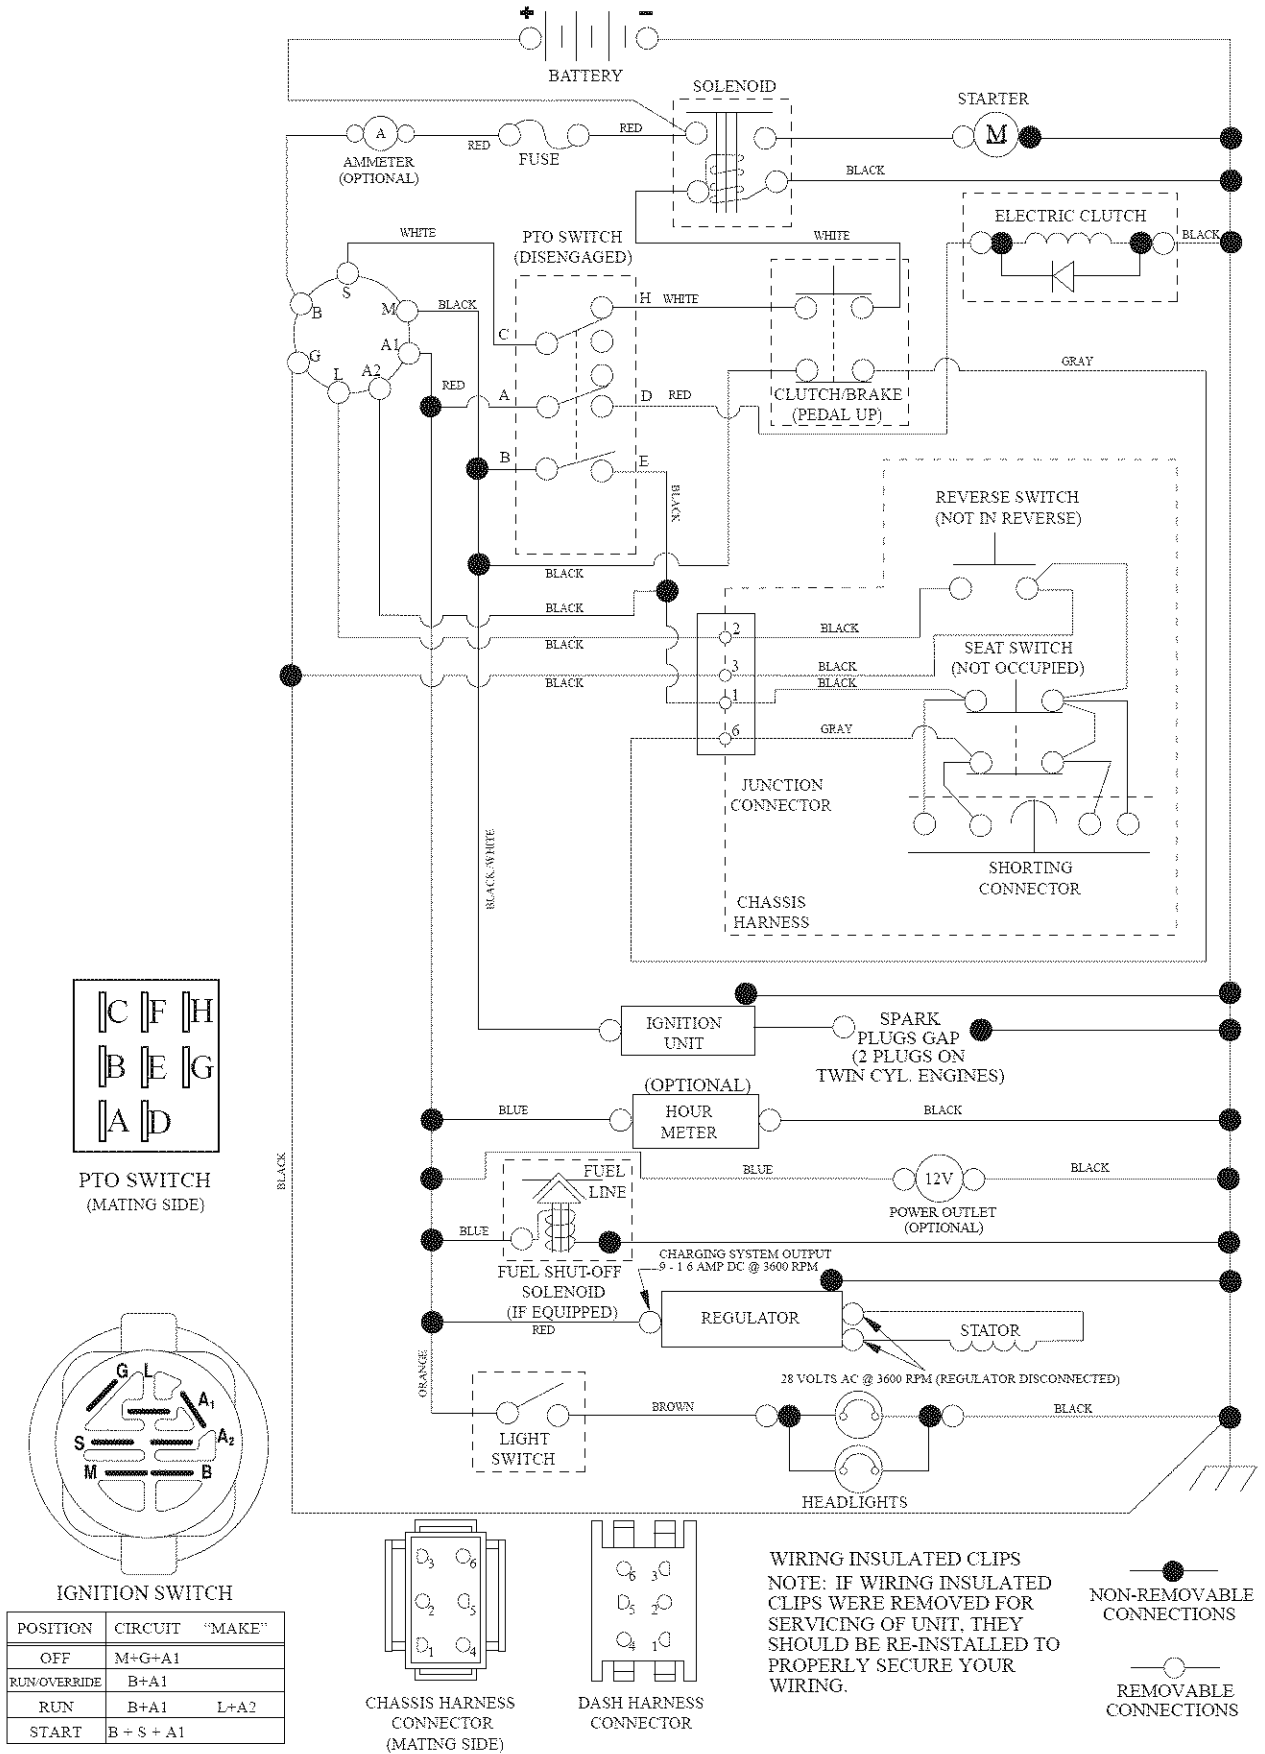 + −
BATTERY
SOLENOID
STARTER
M
A
RED
FUSE
RED
AMMETER
(OPTIONAL)
BLACK
ELECTRIC CLUTCH
BLACK
WHITE
PTO SWITCH
(DISENGAGED)
WHITE
S
B
M
BLACK
H WHITE
C
G
A1
L
A2
RED
A
D RED
CLUTCH/BRAKE
(PEDAL UP)
GRAY
B
E
BLACK
REVERSE SWITCH
(NOT IN REVERSE)
BLACK
BLACK
2
BLACK
BLACK
SEAT SWITCH
(NOT OCCUPIED)
3
BLACK
BLACK
1
BLACK
6
GRAY
JUNCTION
CONNECTOR
BLACK/WHITE
SHORTING
CONNECTOR
CHASSIS
HARNESS
C F H
B E G
A D
PTO SWITCH
(MATING SIDE)
IGNITION
UNIT
SPARK
PLUGS GAP
(2 PLUGS ON
TWIN CYL. ENGINES)
(OPTIONAL)
BLUE
HOUR
METER
BLACK
BLACK
FUEL
LINE
BLUE
12V
BLACK
POWER OUTLET
(OPTIONAL)
BLUE
FUEL SHUT-OFF
SOLENOID
(IF EQUIPPED)
CHARGING SYSTEM OUTPUT
9 - 1 6 AMP DC @ 3600 RPM
RED
REGULATOR
STATOR
28 VOLTS AC @ 3600 RPM (REGULATOR DISCONNECTED)
ORANGE
LIGHT
SWITCH
BROWN
BLACK
HEADLIGHTS
G L
A1
S
A2
M
B
IGNITION SWITCH
POSITION CIRCUIT "MAKE"
OFF M+G+A1
RUN/OVERRIDE B+A1
RUN B+A1 L+A2
START B + S + A1
3 6
2 5
1 4
CHASSIS HARNESS
CONNECTOR
(MATING SIDE)
6 3
5 2
4 1
DASH HARNESS
CONNECTOR
WIRING INSULATED CLIPS
NOTE: IF WIRING INSULATED
CLIPS WERE REMOVED FOR
SERVICING OF UNIT, THEY
SHOULD BE RE-INSTALLED TO
PROPERLY SECURE YOUR
WIRING.
NON-REMOVABLE
CONNECTIONS
REMOVABLE
CONNECTIONS